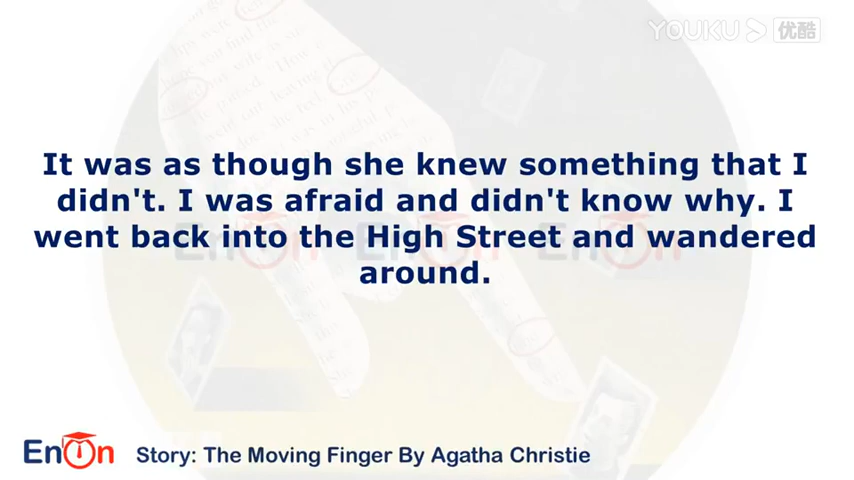 YOUKU 优酷
It was as though she knew something that I
didn't. I was afraid and didn't know why. I
went back into the High Street and wandered
around.
EnOn
Story: The Moving Finger By Agatha Christie